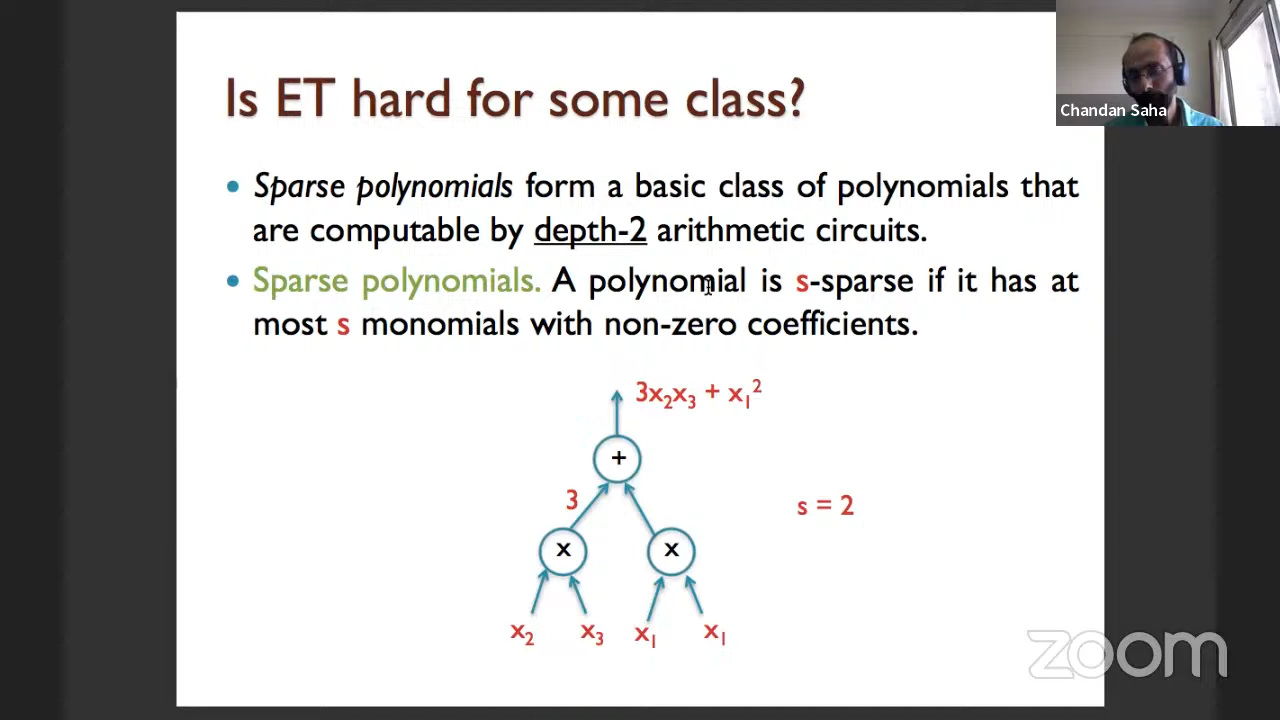 Is ET hard for some class?
Chandan Saha
• Sparse polynomials form a basic class of polynomials that
are computable by depth-2 arithmetic circuits.
• Sparse polynomials. A polynomial is s-sparse if it has at
most s monomials with non-zero coefficients.
3x₂x₃ + x₁²
+
3
s = 2
x x
x₂ x₃ x₁ x₁
zoom